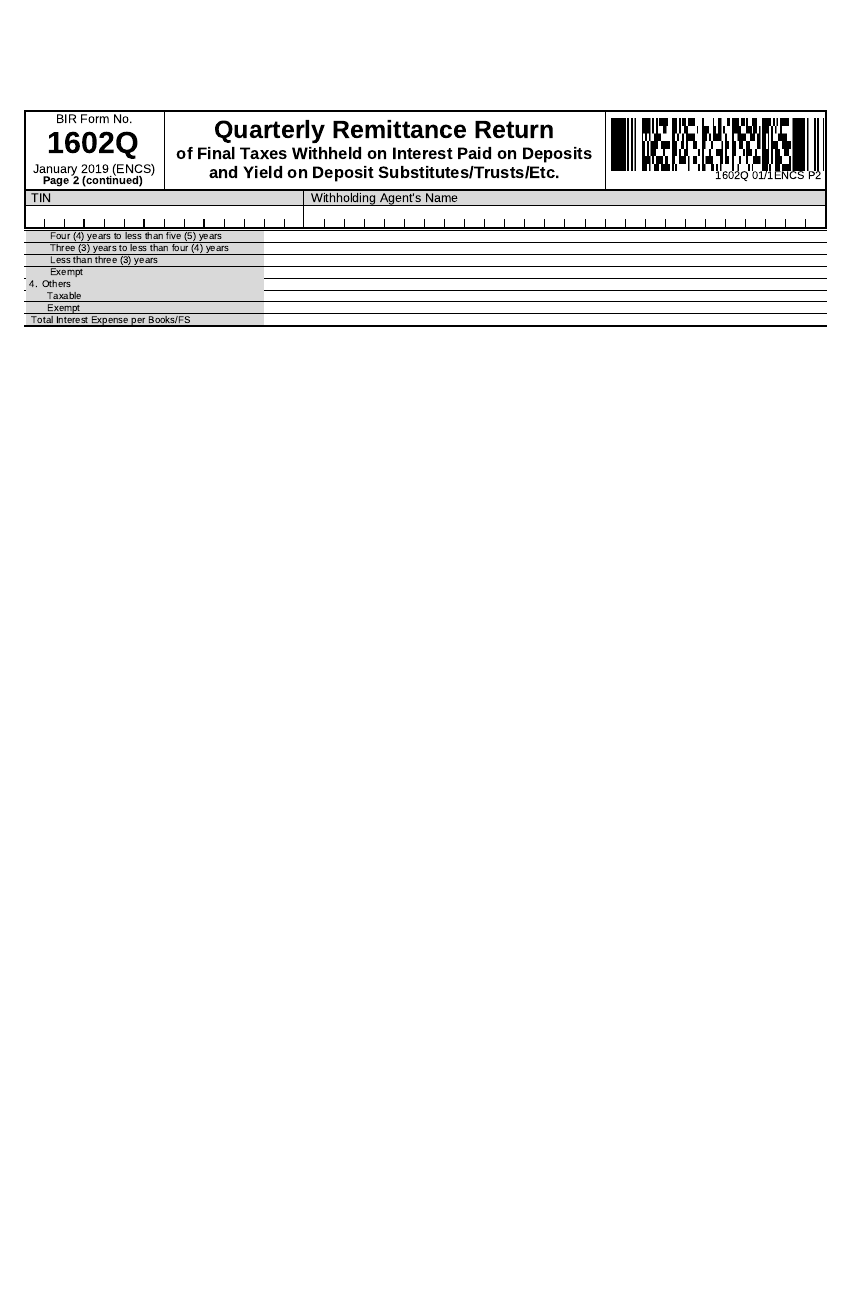 BIR Form No.
1602Q
January 2019 (ENCS)
Page 2 (continued)
Quarterly Remittance Return
of Final Taxes Withheld on Interest Paid on Deposits
and Yield on Deposit Substitutes/Trusts/Etc.
1602Q 01/1ENCS P2
TIN
Withholding Agent's Name
Four (4) years to less than five (5) years
Three (3) years to less than four (4) years
Less than three (3) years
Exempt
4. Others
Taxable
Exempt
Total Interest Expense per Books/FS